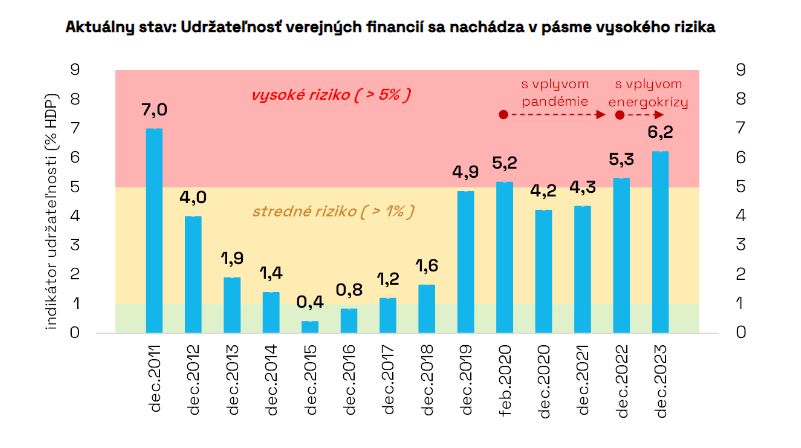 Aktuálny stav: Udržateľnosť verejných financií sa nachádza v pásme vysokého rizika
indikátor udržateľnosti (% HDP)
9
8
7
6
5
4
3
2
1
0
vysoké riziko ( > 5% )
stredné riziko ( > 1% )
s vplyvom
pandémie
s vplyvom
energokrízy
7,0
4,0
1,9
1,4
0,4
0,8
1,2
1,6
4,9
5,2
4,2
4,3
5,3
6,2
9
8
7
6
5
4
3
2
1
0
dec.2011
dec.2012
dec.2013
dec.2014
dec.2015
dec.2016
dec.2017
dec.2018
dec.2019
feb.2020
dec.2020
dec.2021
dec.2022
dec.2023